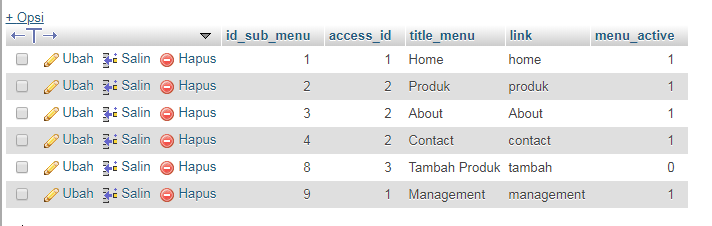 + Opsi
←T→ id_sub_menu access_id title_menu link menu_active
Ubah Salin Hapus 1 1 Home home 1
Ubah Salin Hapus 2 2 Produk produk 1
Ubah Salin Hapus 3 2 About About 1
Ubah Salin Hapus 4 2 Contact contact 1
Ubah Salin Hapus 8 3 Tambah Produk tambah 0
Ubah Salin Hapus 9 1 Management management 1